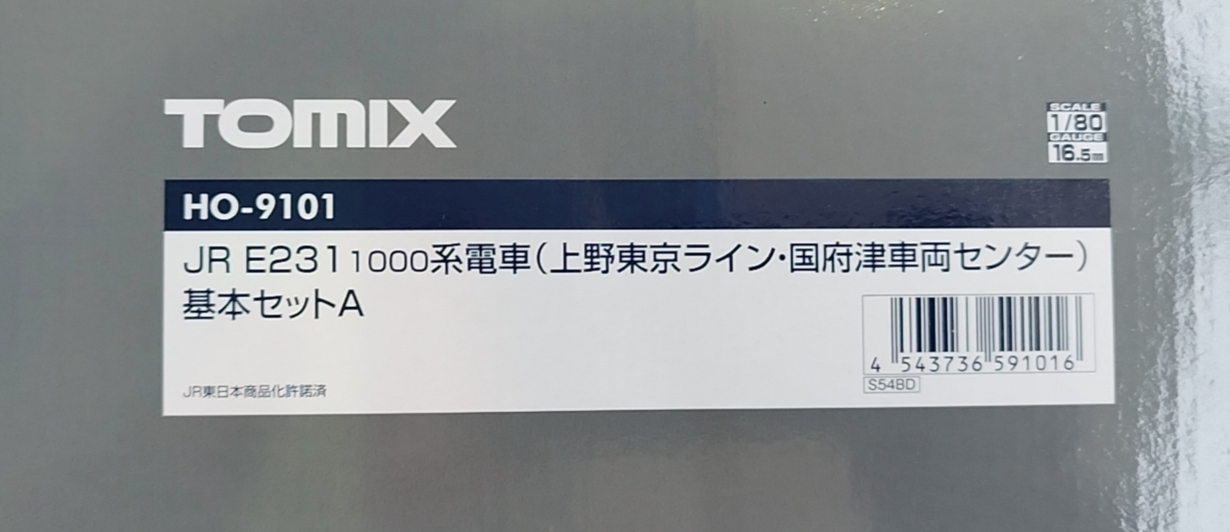 TOMIX
SCALE
1/80
GAUGE
16.5mm
HO-9101
JR E231 1000系電車(上野東京ライン・国府津車両センター)
基本セットA
4 543736 591016
S54BD
JR東日本商品化許諾済